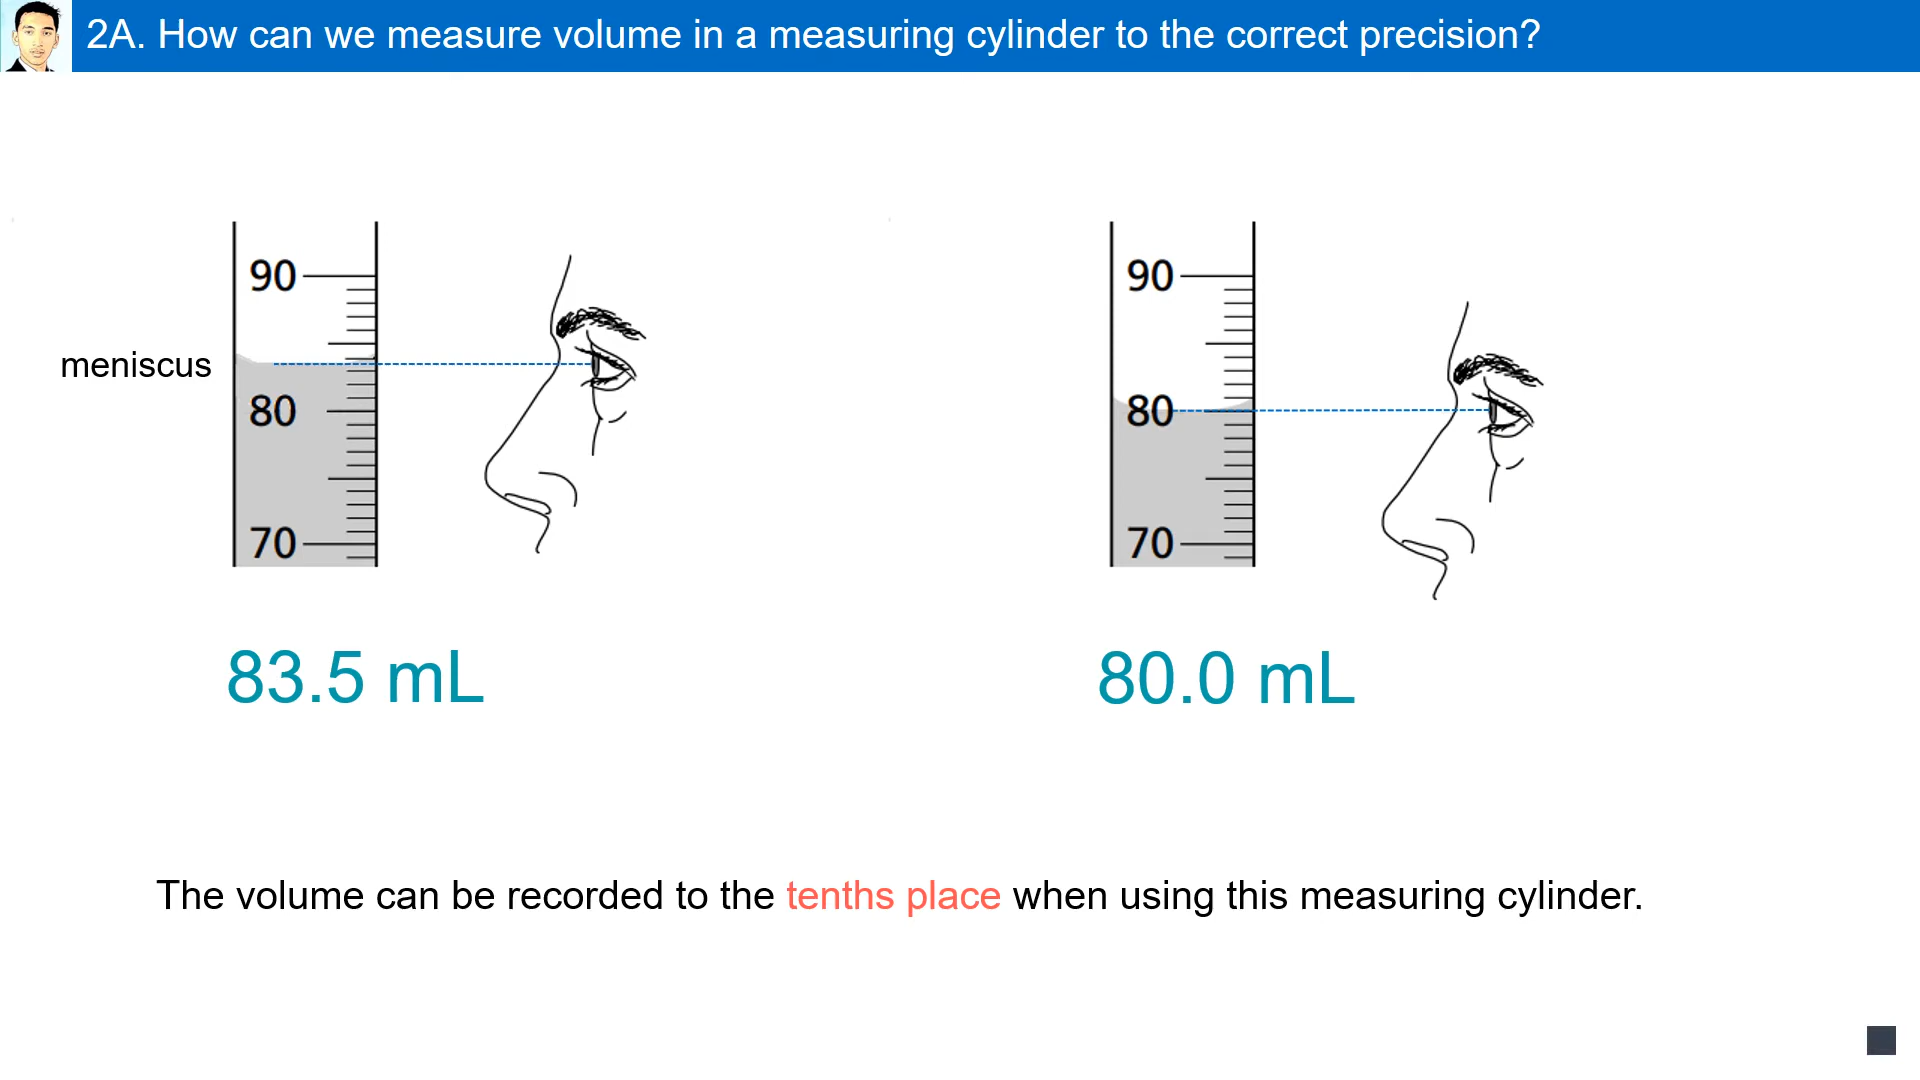 2A. How can we measure volume in a measuring cylinder to the correct precision?
90
meniscus
80
70
83.5 mL
90
80
70
80.0 mL
The volume can be recorded to the tenths place when using this measuring cylinder.